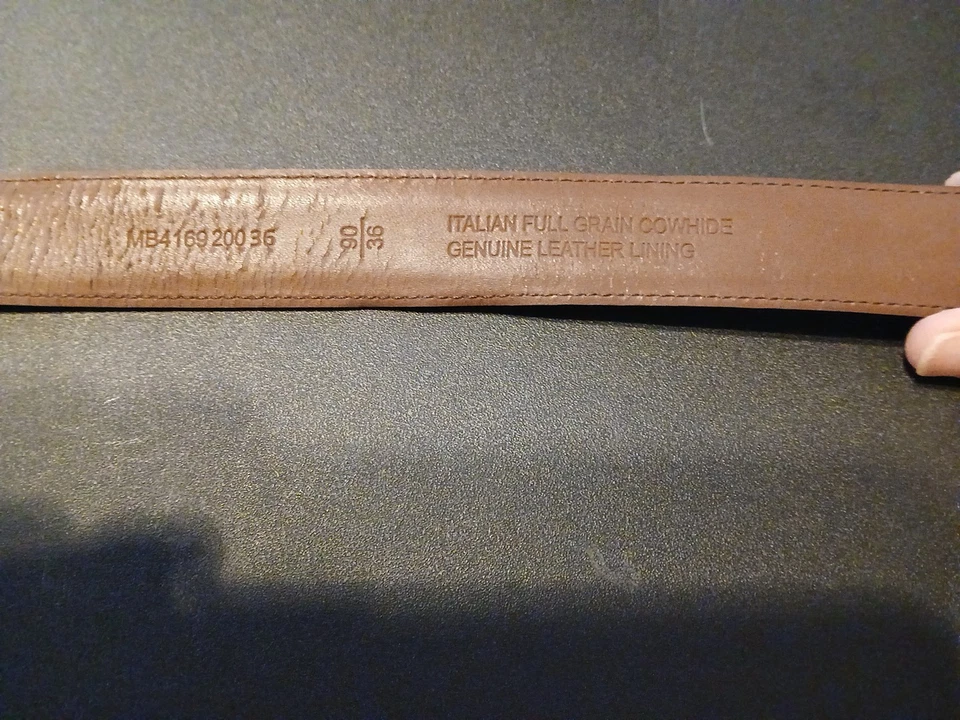 MB4169 200 36
90
36
ITALIAN FULL GRAIN COWHIDE
GENUINE LEATHER LINING